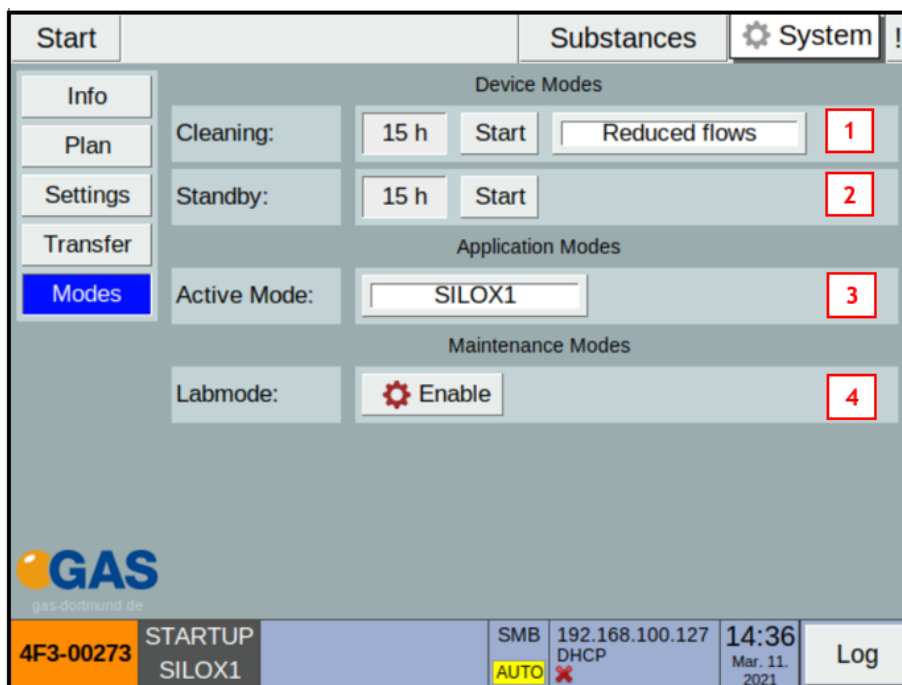 Start
Substances
System
!
Info
Plan
Settings
Transfer
Modes
Device Modes
Cleaning: 15 h Start Reduced flows 1
Standby: 15 h Start 2
Application Modes
Active Mode: SILOX1 3
Maintenance Modes
Labmode: Enable 4
GAS
gas-dortmund.de
4F3-00273
STARTUP
SILOX1
SMB
AUTO
192.168.100.127
DHCP
14:36
Mar. 11.
2021
Log